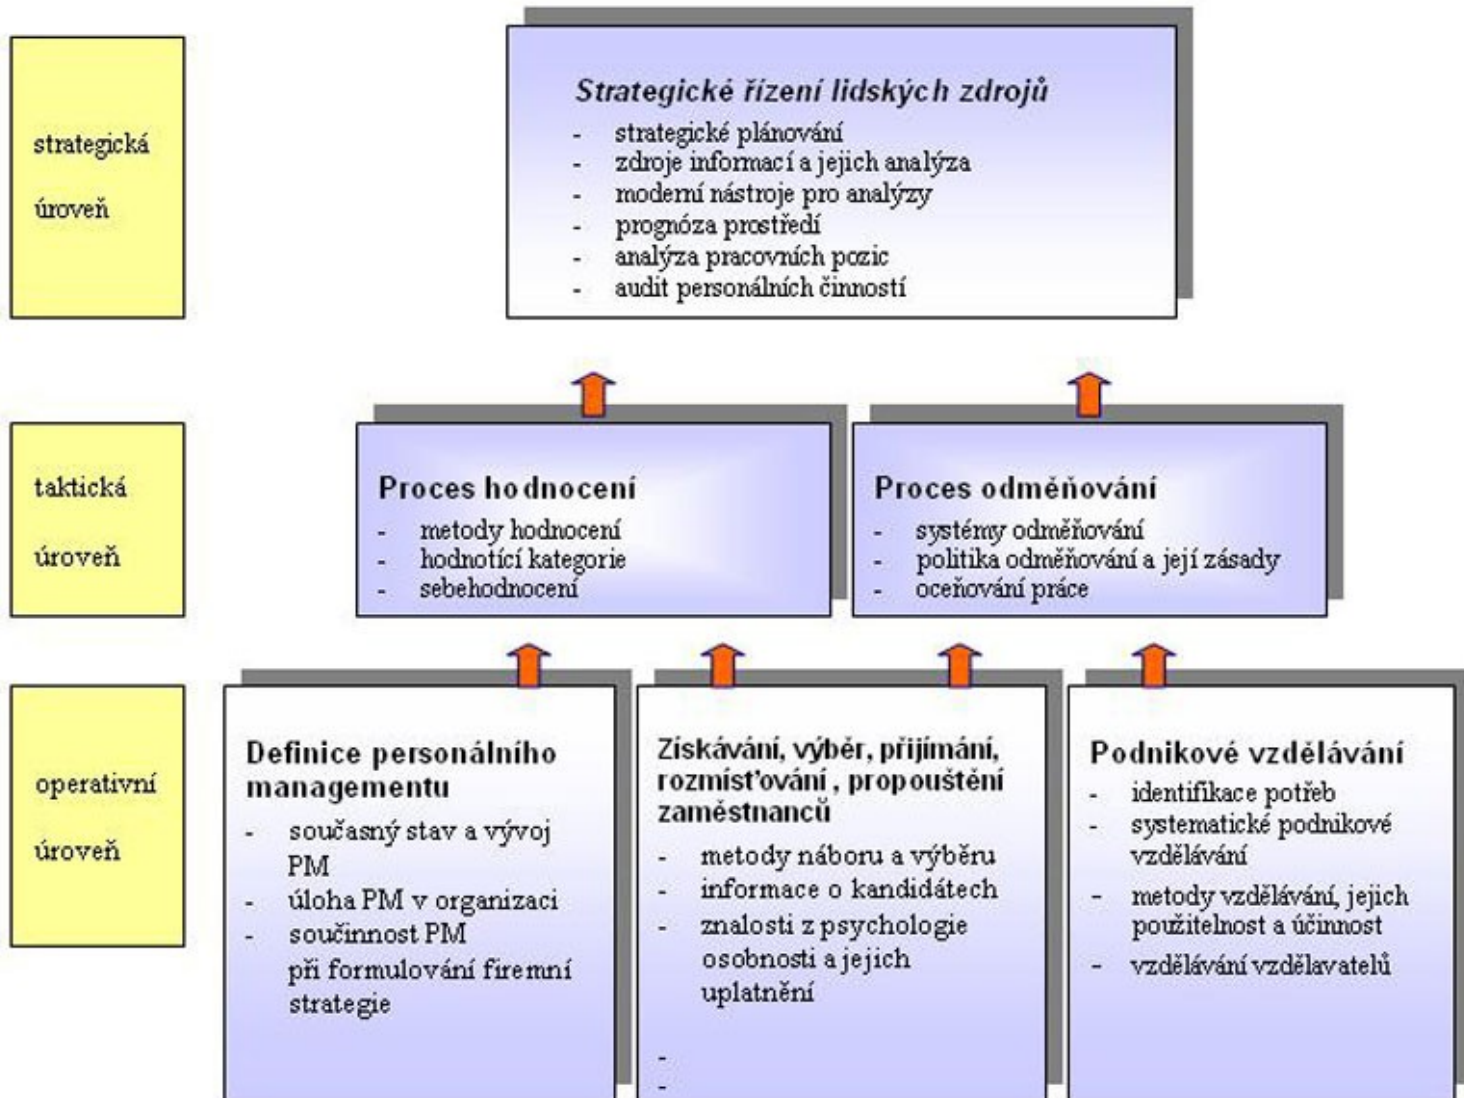 strategická
úroveň
Strategické řízení lidských zdrojů
- strategické plánování
- zdroje informací a jejich analýza
- moderní nástroje pro analýzy
- prognóza prostředí
- analýza pracovních pozic
- audit personálních činností
taktická
úroveň
Proces hodnocení
- metody hodnocení
- hodnotící kategorie
- sebehodnocení
Proces odměňování
- systémy odměňování
- politika odměňování a její zásady
- oceňování práce
operativní
úroveň
Definice personálního
managementu
- současný stav a vývoj
PM
- úloha PM v organizaci
- součinnost PM
při formulování firemní
strategie
Získávání, výběr, přijímání,
rozmísťování , propouštění
zaměstnanců
- metody náboru a výběru
- informace o kandidátech
- znalosti z psychologie
osobnosti a jejich
uplatnění
-
-
Podnikové vzdělávání
- identifikace potřeb
- systematické podnikové
vzdělávání
- metody vzdělávání, jejich
použitelnost a účinnost
- vzdělávání vzdělavatelů